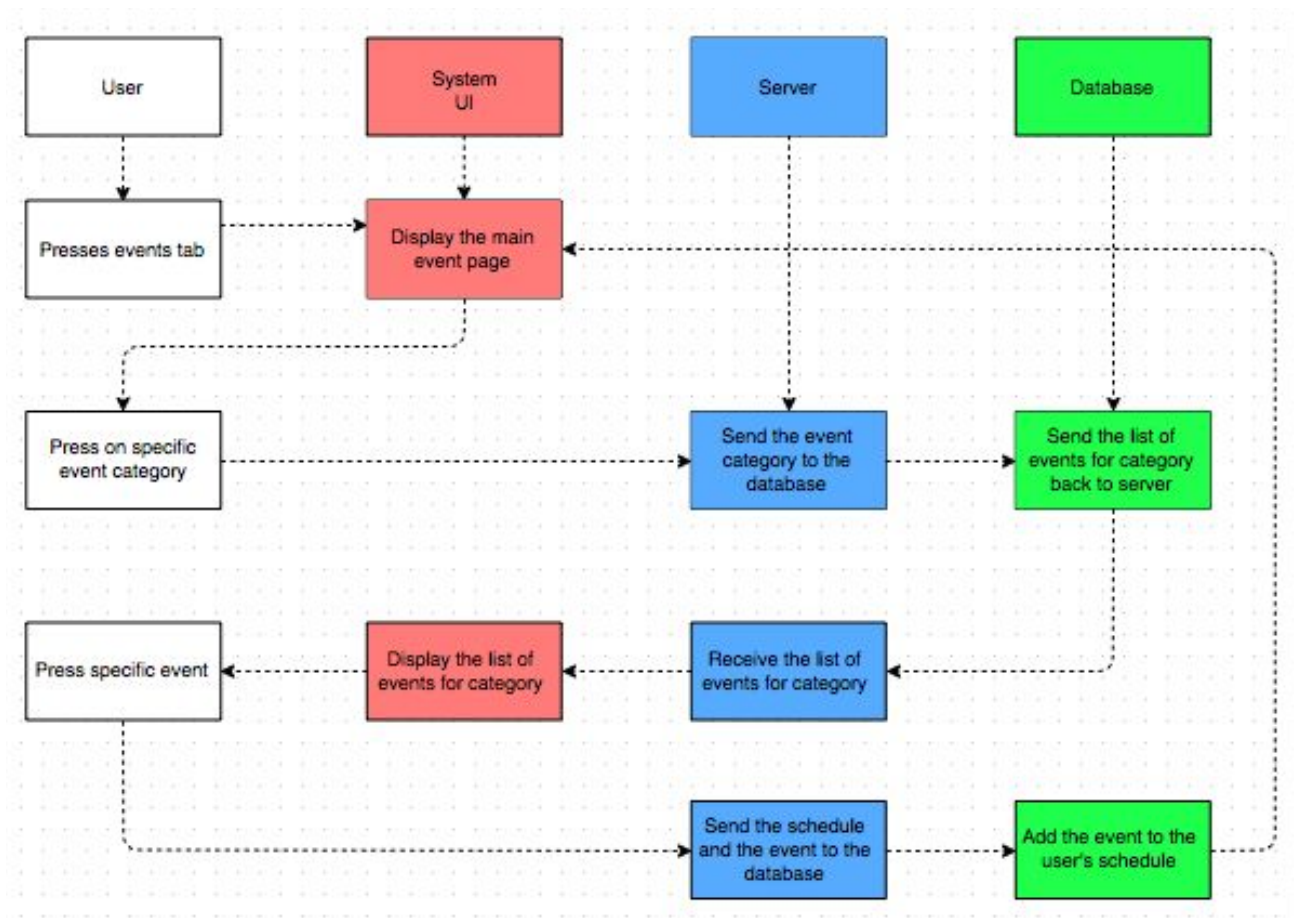 User
System
UI
Server
Database
Presses events tab
Display the main
event page
Press on specific
event category
Send the event
category to the
database
Send the list of
events for category
back to server
Press specific event
Display the list of
events for category
Receive the list of
events for category
Send the schedule
and the event to the
database
Add the event to the
user's schedule